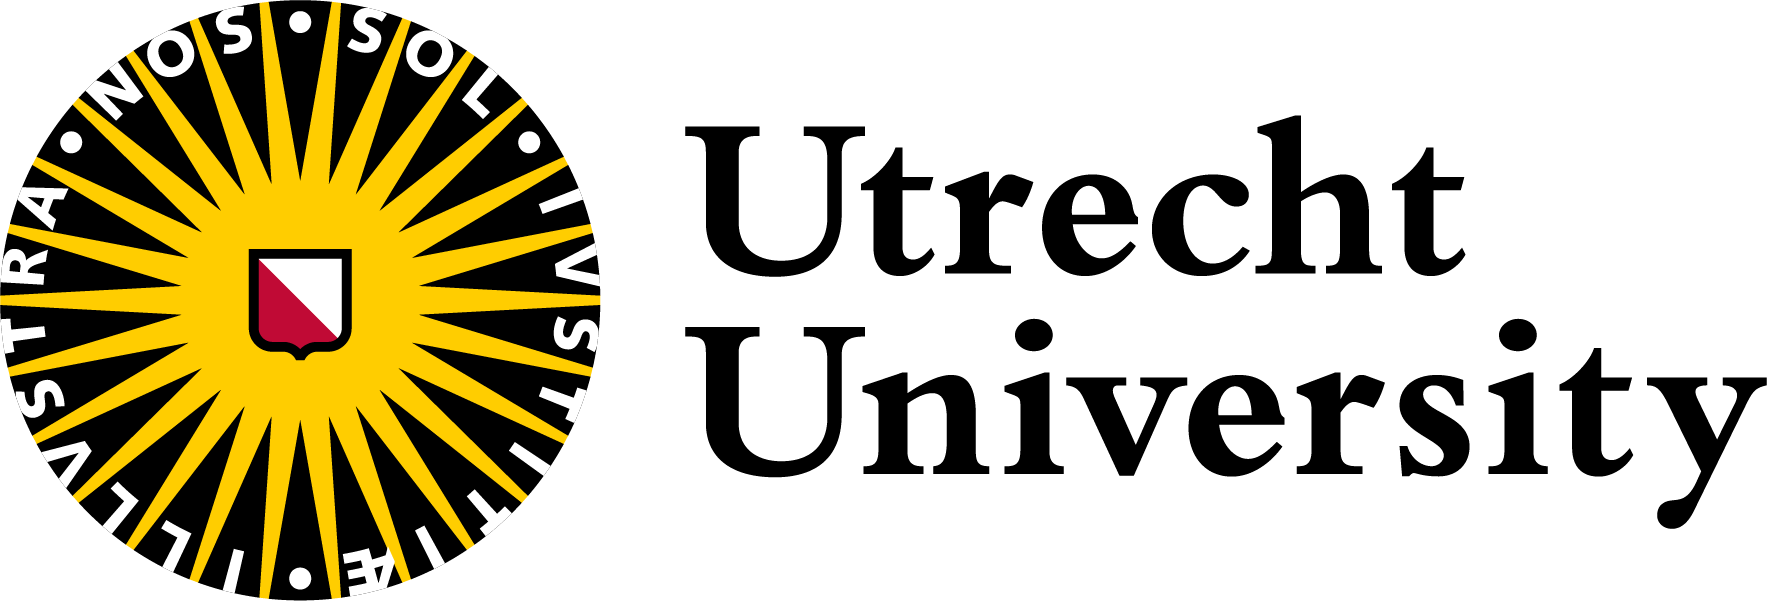 SOL • IVSTITIÆ • ILLVSTRA • NOS •
Utrecht
University